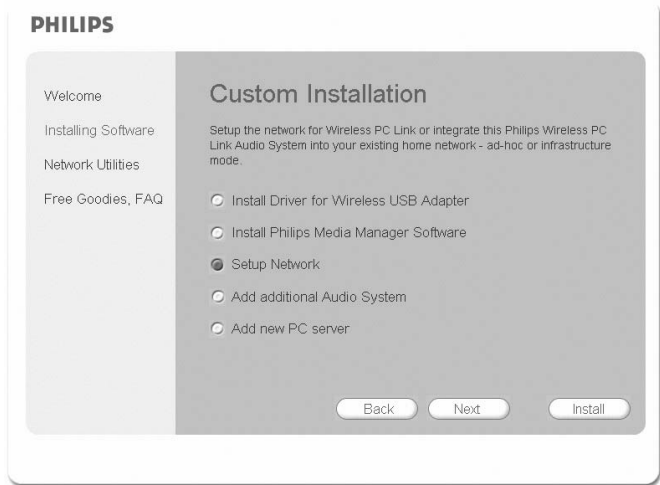 PHILIPS
Welcome
Installing Software
Network Utilities
Free Goodies, FAQ
Custom Installation
Setup the network for Wireless PC Link or integrate this Philips Wireless PC
Link Audio System into your existing home network - ad-hoc or infrastructure
mode.
Install Driver for Wireless USB Adapter
Install Philips Media Manager Software
Setup Network
Add additional Audio System
Add new PC server
Back
Next
Install